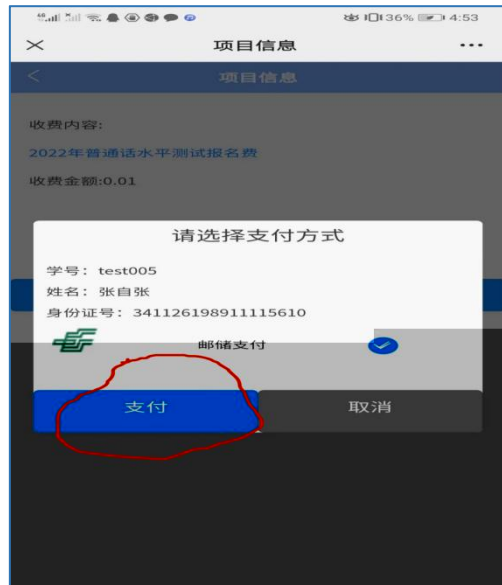 36% 4:53
项目信息
项目信息
收费内容:
2022年普通话水平测试报名费
收费金额:0.01
请选择支付方式
学号: test005
姓名: 张自张
身份证号: 341126198911115610
邮储支付
支付 取消